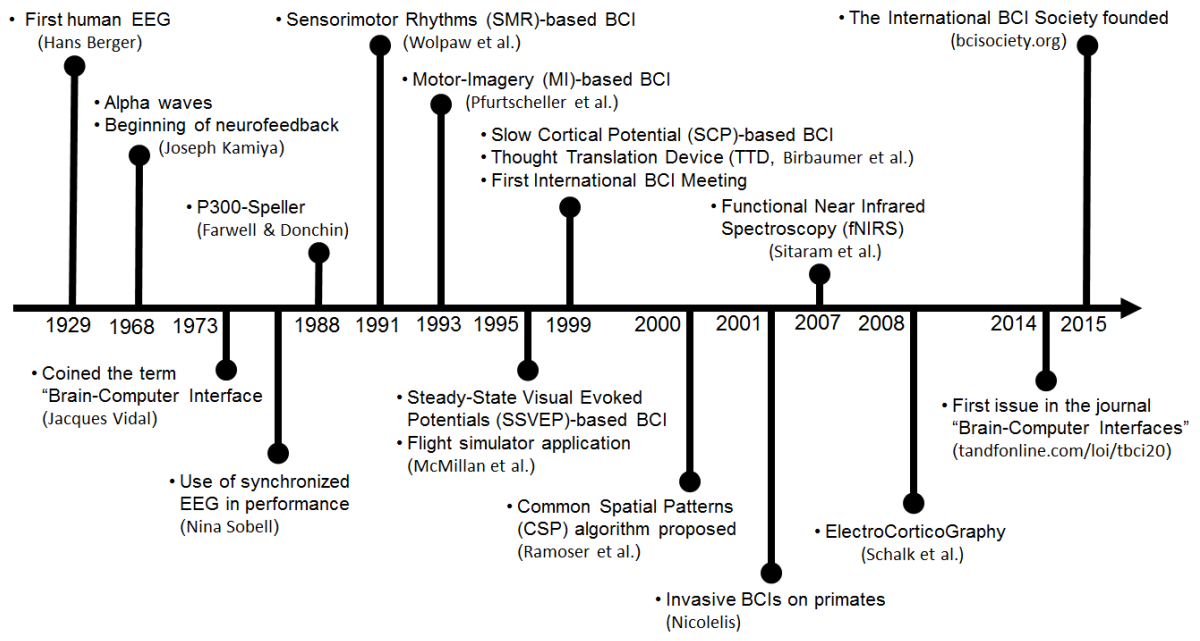 • First human EEG
(Hans Berger)
• Alpha waves
• Beginning of neurofeedback
(Joseph Kamiya)
• P300-Speller
(Farwell & Donchin)
• Sensorimotor Rhythms (SMR)-based BCI
(Wolpaw et al.)
• Motor-Imagery (MI)-based BCI
(Pfurtscheller et al.)
• Slow Cortical Potential (SCP)-based BCI
• Thought Translation Device (TTD, Birbaumer et al.)
• First International BCI Meeting
• Functional Near Infrared
Spectroscopy (fNIRS)
(Sitaram et al.)
• The International BCI Society founded
(bcisociety.org)
1929 1968 1973 1988 1991 1993 1995 1999 2000 2001 2007 2008 2014 2015
• Coined the term
“Brain-Computer Interface
(Jacques Vidal)
• Use of synchronized
EEG in performance
(Nina Sobell)
• Steady-State Visual Evoked
Potentials (SSVEP)-based BCI
• Flight simulator application
(McMillan et al.)
• Common Spatial Patterns
(CSP) algorithm proposed
(Ramoser et al.)
• Invasive BCIs on primates
(Nicolelis)
• ElectroCorticoGraphy
(Schalk et al.)
• First issue in the journal
“Brain-Computer Interfaces”
(tandfonline.com/loi/tbci20)